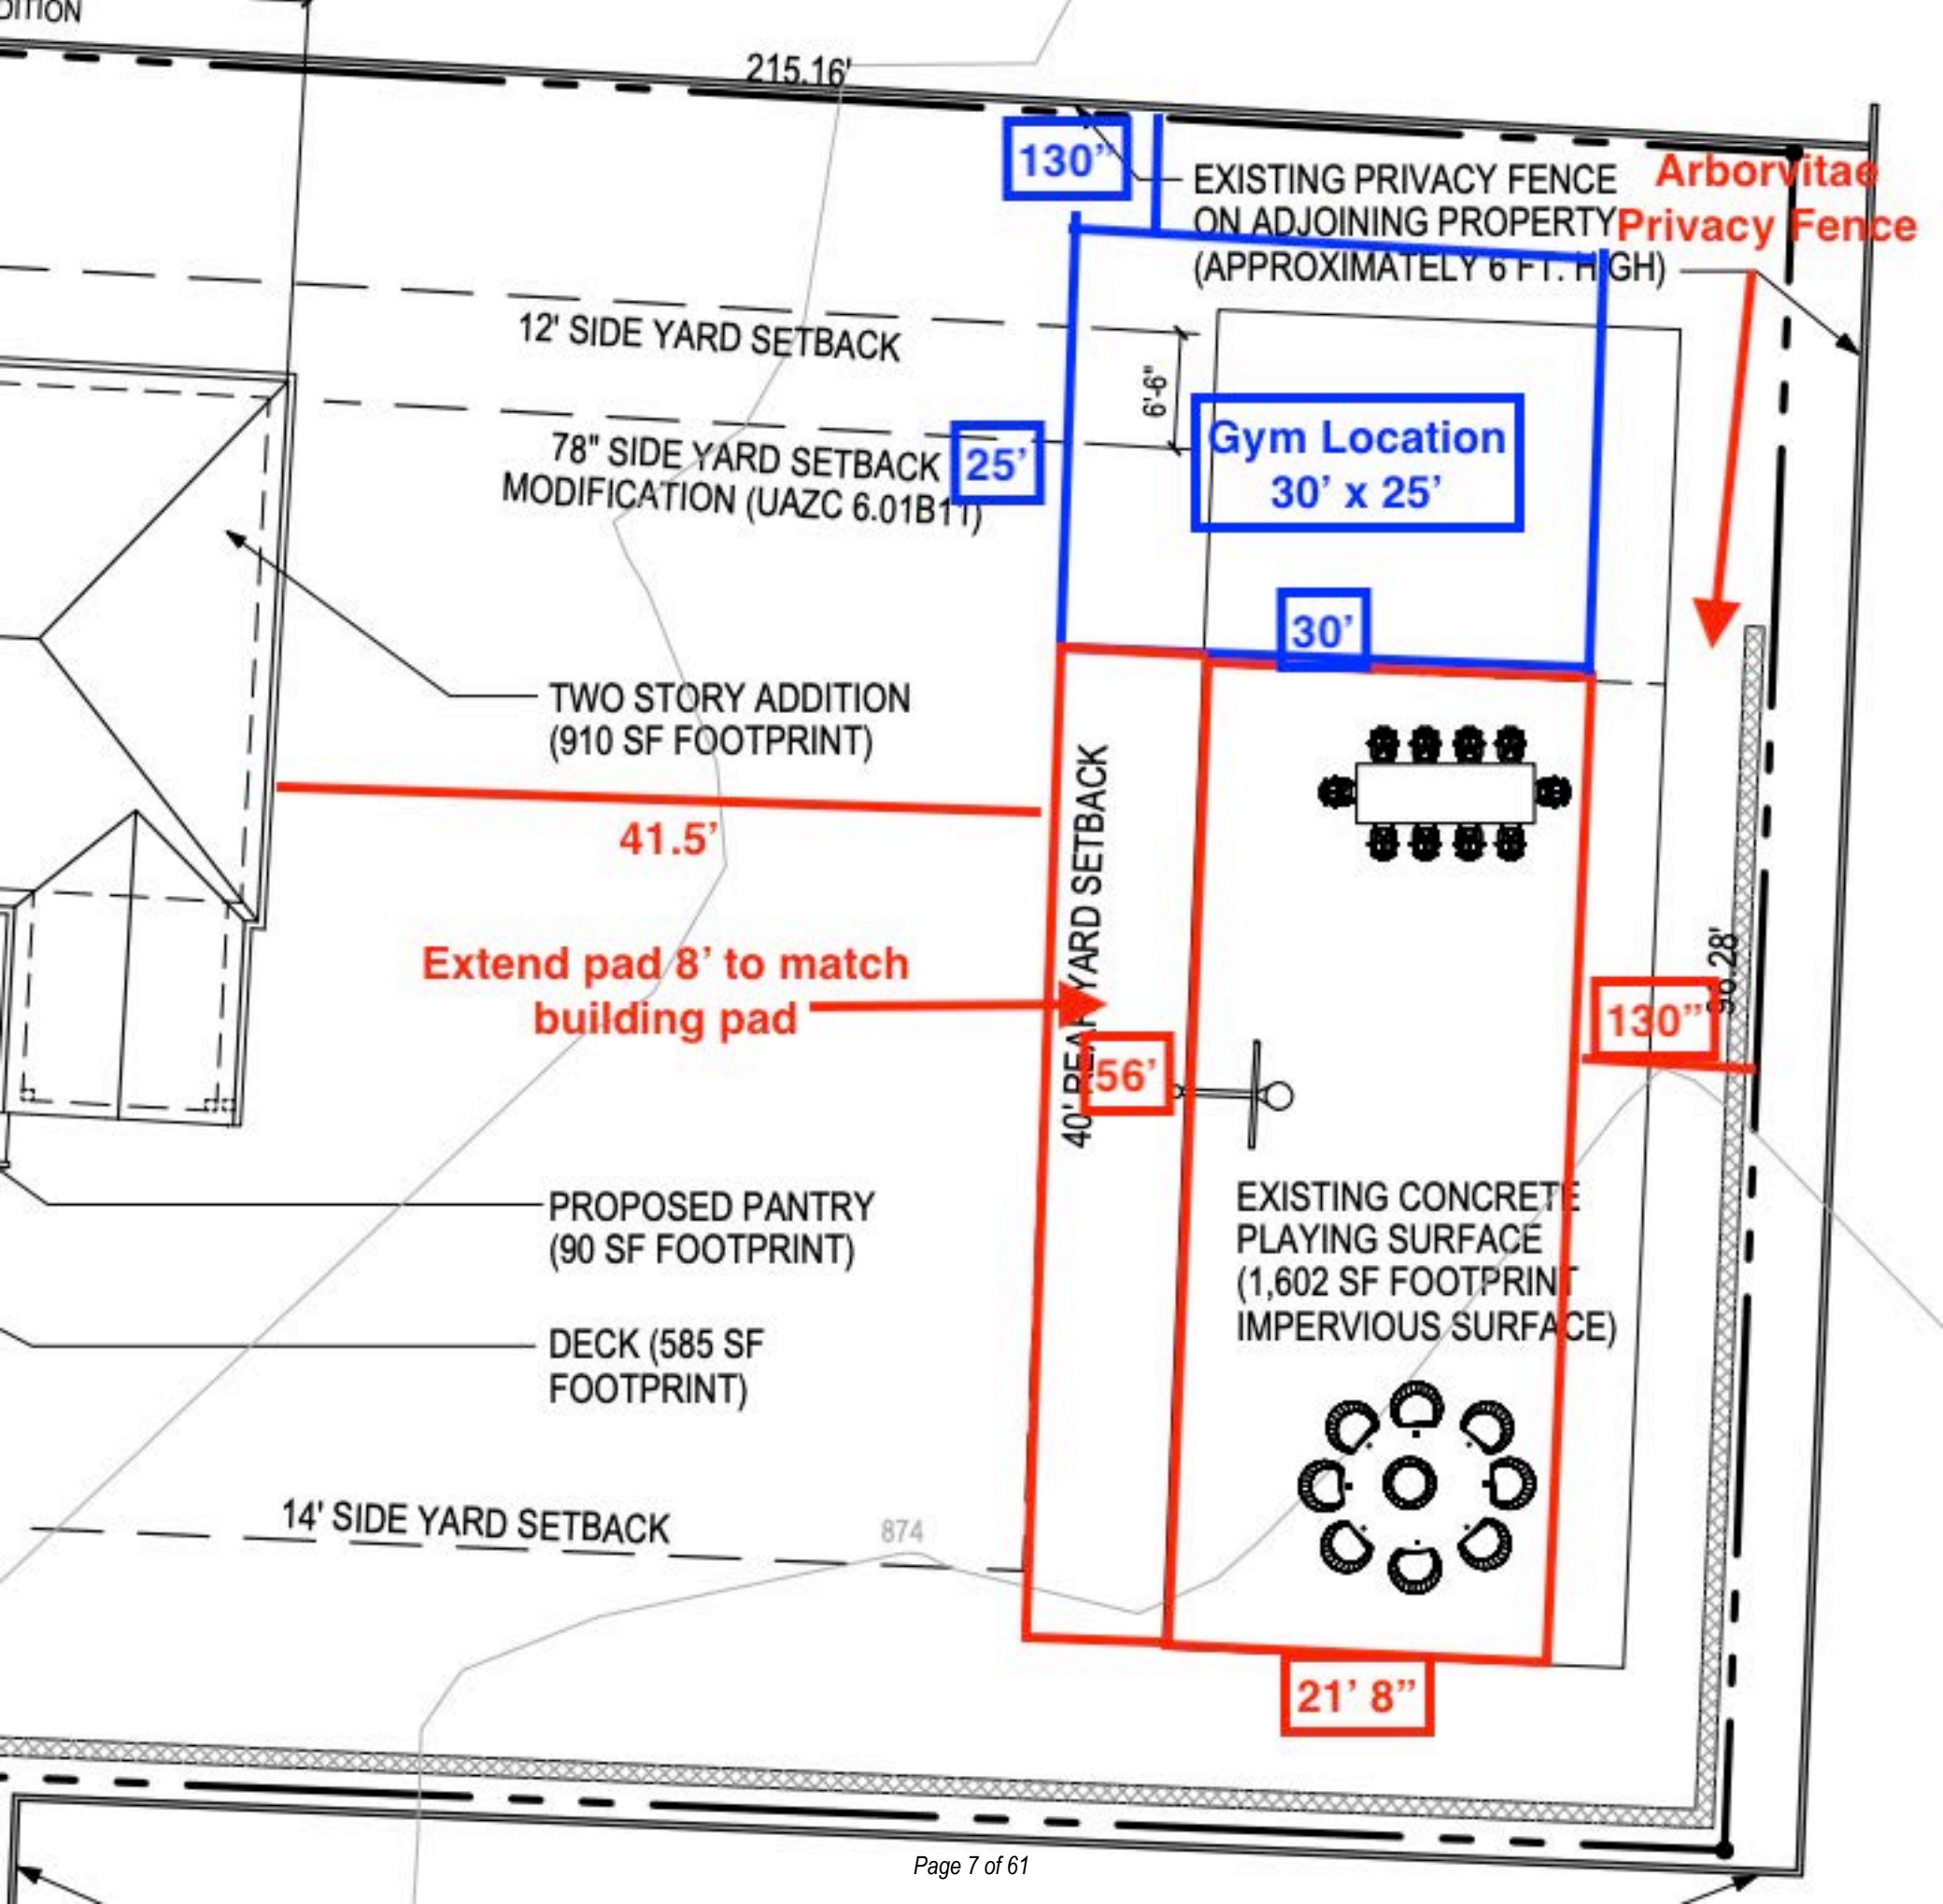 DITION
215.16'
130”
EXISTING PRIVACY FENCE
ON ADJOINING PROPERTY
(APPROXIMATELY 6 FT. HIGH)
Arborvitae
Privacy Fence
12' SIDE YARD SETBACK
6'-6"
78" SIDE YARD SETBACK
MODIFICATION (UAZC 6.01B11)
25’
Gym Location
30’ x 25’
30’
TWO STORY ADDITION
(910 SF FOOTPRINT)
41.5’
40' REAR YARD SETBACK
Extend pad 8’ to match
building pad
56’
130”
PROPOSED PANTRY
(90 SF FOOTPRINT)
EXISTING CONCRETE
PLAYING SURFACE
(1,602 SF FOOTPRINT
IMPERVIOUS SURFACE)
DECK (585 SF
FOOTPRINT)
14' SIDE YARD SETBACK
874
21’ 8”
Page 7 of 61